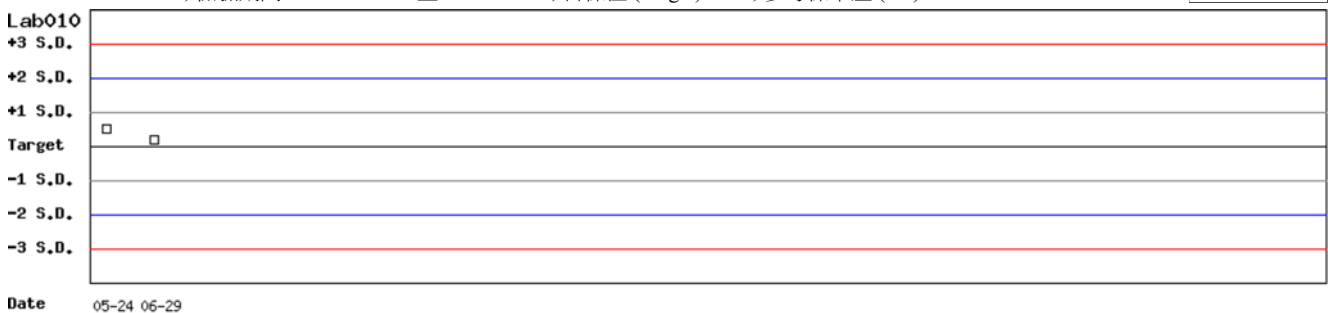 Lab010
+3 S.D.
+2 S.D.
+1 S.D.
Target
-1 S.D.
-2 S.D.
-3 S.D.
Date 05-24 06-29